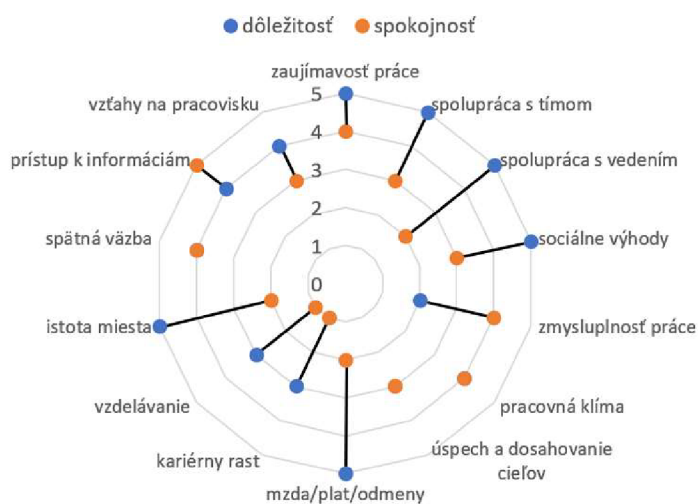 dôležitosť spokojnosť
zaujímavosť práce
vzťahy na pracovisku
spolupráca s tímom
prístup k informáciám
spolupráca s vedením
spätná väzba
sociálne výhody
istota miesta
zmysluplnosť práce
vzdelávanie
pracovná klíma
kariérny rast
úspech a dosahovanie
cieľov
mzda/plat/odmeny
5
4
3
2
1
0